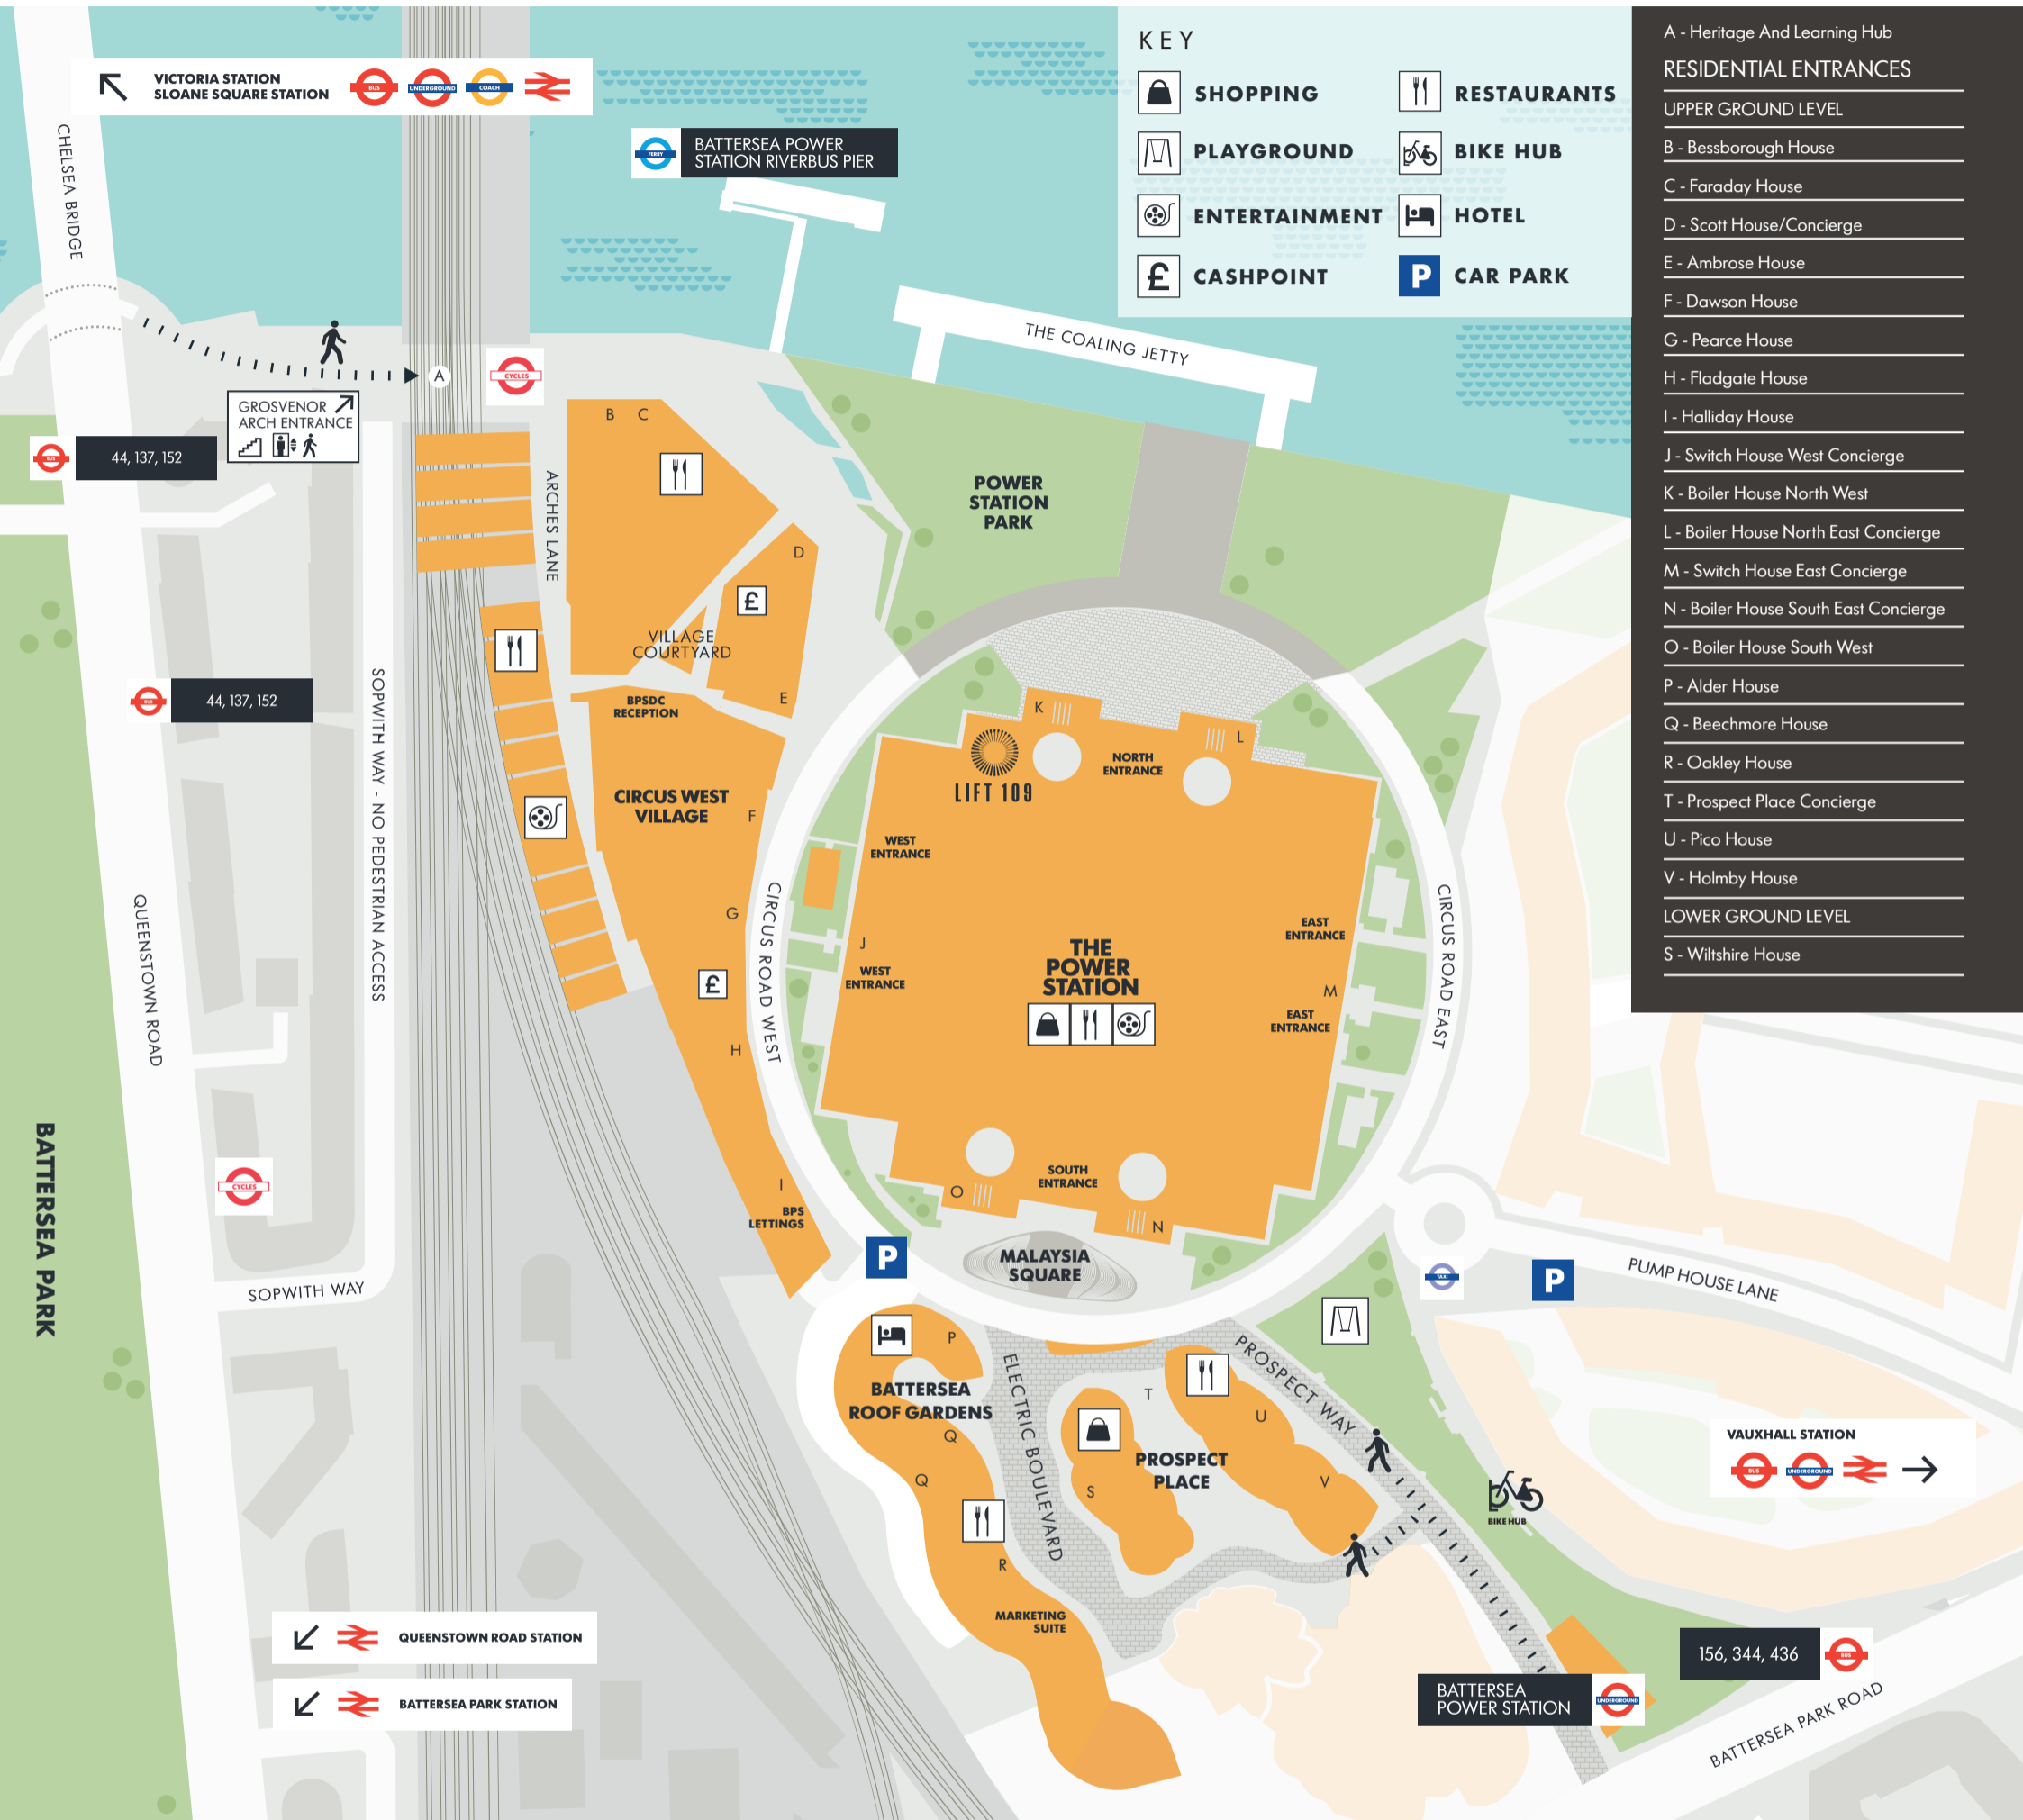 VICTORIA STATION
SLOANE SQUARE STATION
BUS
UNDERGROUND
COACH
FERRY
BATTERSEA POWER
STATION RIVERBUS PIER
CHELSEA BRIDGE
KEY
SHOPPING
RESTAURANTS
PLAYGROUND
BIKE HUB
ENTERTAINMENT
HOTEL
£
CASHPOINT
P
CAR PARK
THE COALING JETTY
A - Heritage And Learning Hub
RESIDENTIAL ENTRANCES
UPPER GROUND LEVEL
B - Bessborough House
C - Faraday House
D - Scott House/Concierge
E - Ambrose House
F - Dawson House
G - Pearce House
H - Fladgate House
I - Halliday House
J - Switch House West Concierge
K - Boiler House North West
L - Boiler House North East Concierge
M - Switch House East Concierge
N - Boiler House South East Concierge
O - Boiler House South West
P - Alder House
Q - Beechmore House
R - Oakley House
T - Prospect Place Concierge
U - Pico House
V - Holmby House
LOWER GROUND LEVEL
S - Wiltshire House
A
CYCLES
GROSVENOR
ARCH ENTRANCE
BUS
44, 137, 152
BUS
44, 137, 152
ARCHES LANE
B
C
D
£
VILLAGE
COURTYARD
E
BPSDC
RECEPTION
POWER
STATION
PARK
SOPWITH WAY - NO PEDESTRIAN ACCESS
CIRCUS WEST
VILLAGE
F
G
£
H
I
BPS
LETTINGS
QUEENSTOWN ROAD
CIRCUS ROAD WEST
CIRCUS ROAD EAST
K
L
LIFT 109
NORTH
ENTRANCE
WEST
ENTRANCE
J
WEST
ENTRANCE
THE
POWER
STATION
EAST
ENTRANCE
M
EAST
ENTRANCE
SOUTH
ENTRANCE
O
N
MALAYSIA
SQUARE
BATTERSEA PARK
CYCLES
SOPWITH WAY
P
TAXI
P
PUMP HOUSE LANE
P
BATTERSEA
ROOF GARDENS
Q
Q
R
MARKETING
SUITE
ELECTRIC BOULEVARD
PROSPECT WAY
T
U
PROSPECT
PLACE
S
V
BIKE HUB
VAUXHALL STATION
BUS
UNDERGROUND
QUEENSTOWN ROAD STATION
BATTERSEA PARK STATION
156, 344, 436
BUS
BATTERSEA
POWER STATION
UNDERGROUND
BATTERSEA PARK ROAD